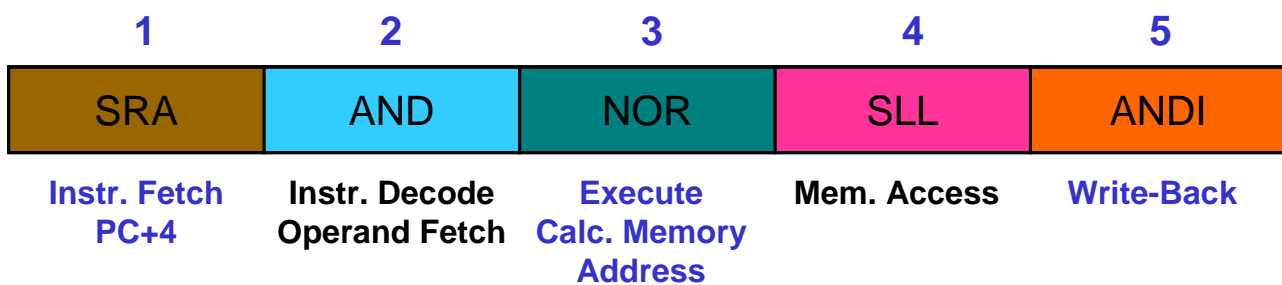 1 2 3 4 5
SRA AND NOR SLL ANDI
Instr. Fetch Instr. Decode Execute Mem. Access Write-Back
PC+4 Operand Fetch Calc. Memory
Address